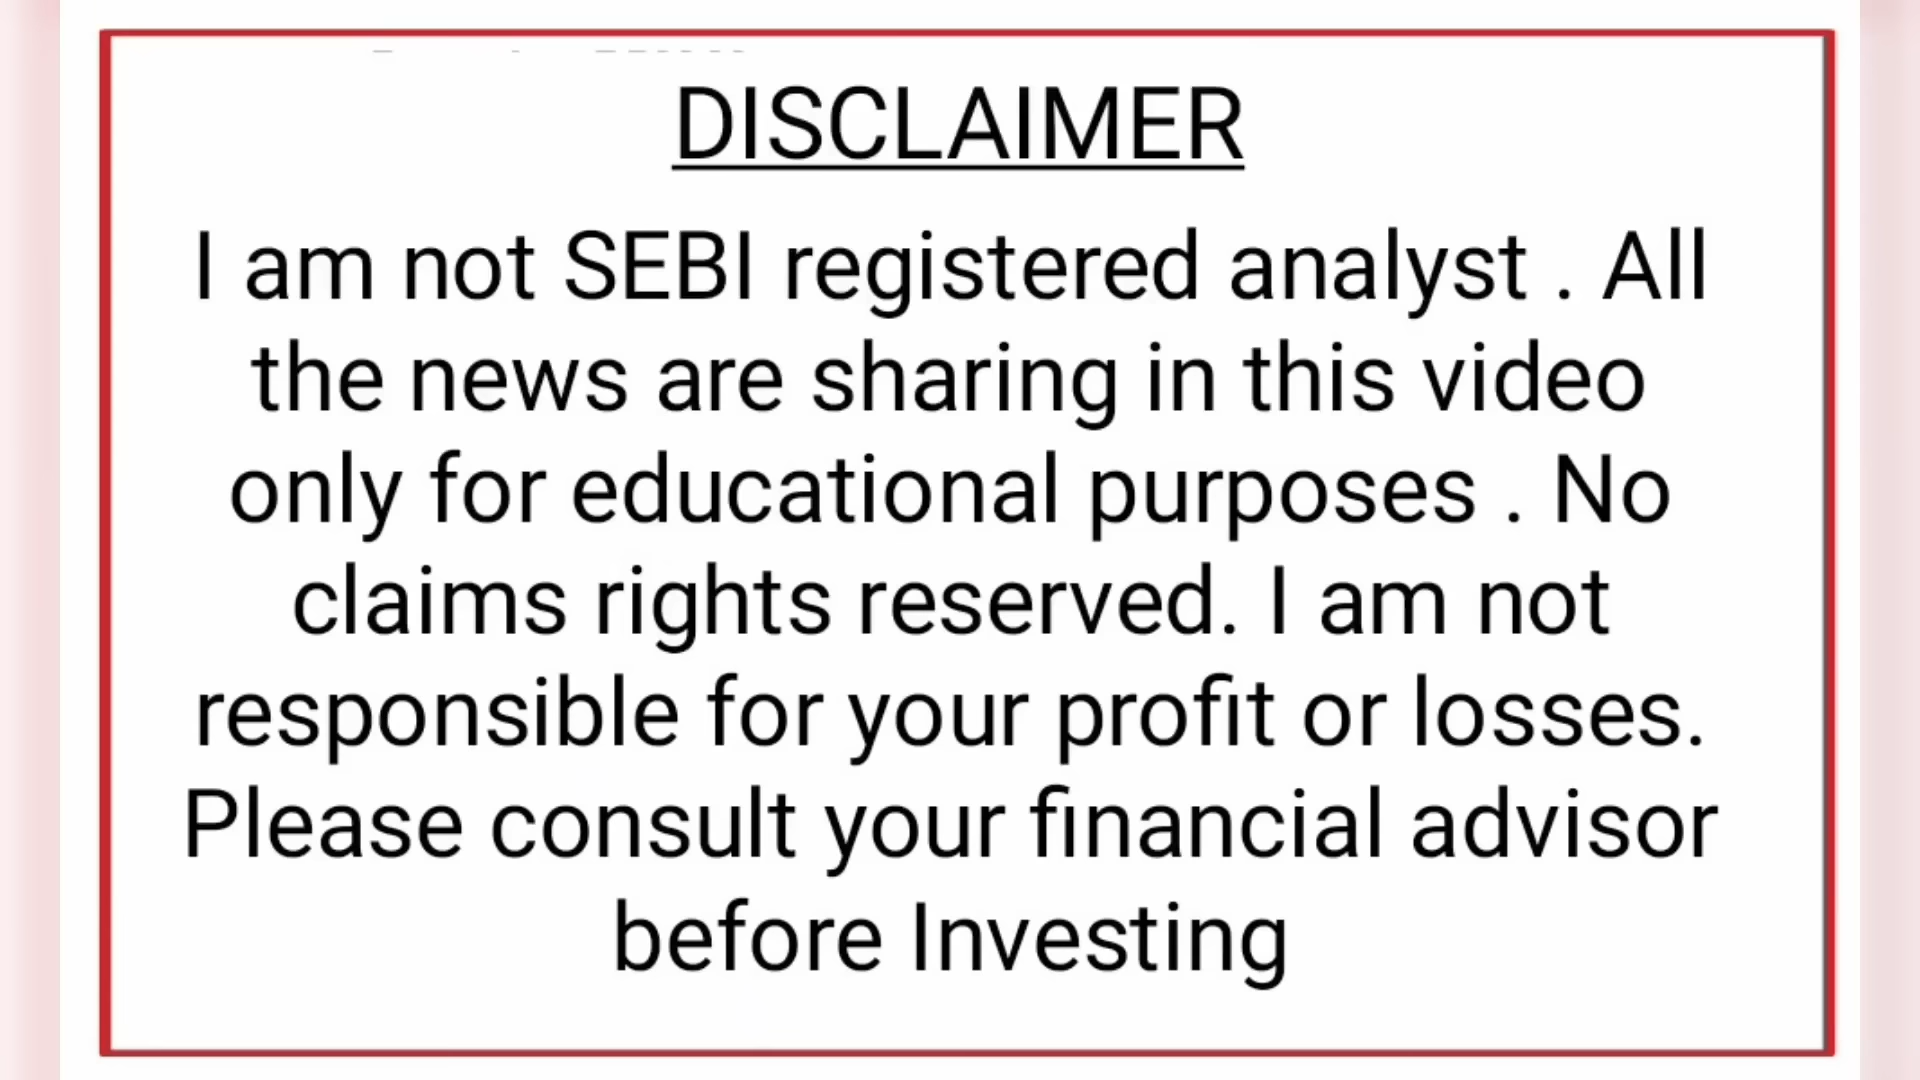 DISCLAIMER
I am not SEBI registered analyst . All
the news are sharing in this video
only for educational purposes . No
claims rights reserved. I am not
responsible for your profit or losses.
Please consult your financial advisor
before Investing